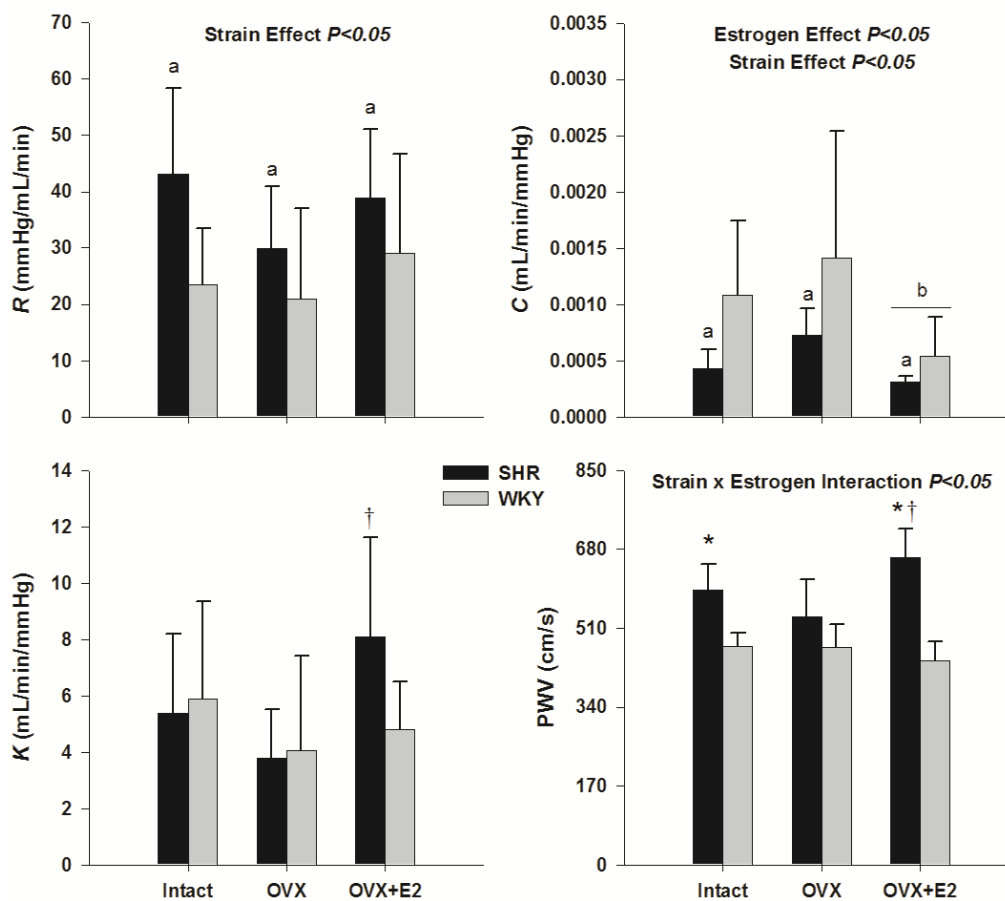 70
60
50
40
30
20
10
0
R (mmHg/mL/min)
Strain Effect P<0.05
a
a
a
0.0035
0.0030
0.0025
0.0020
0.0015
0.0010
0.0005
0.0000
C (mL/min/mmHg)
Estrogen Effect P<0.05
Strain Effect P<0.05
a
a
b
a
14
12
10
8
6
4
2
0
K (mL/min/mmHg)
SHR
WKY
†
Intact
OVX
OVX+E2
850
680
510
340
170
0
PWV (cm/s)
Strain x Estrogen Interaction P<0.05
*
*†
Intact
OVX
OVX+E2